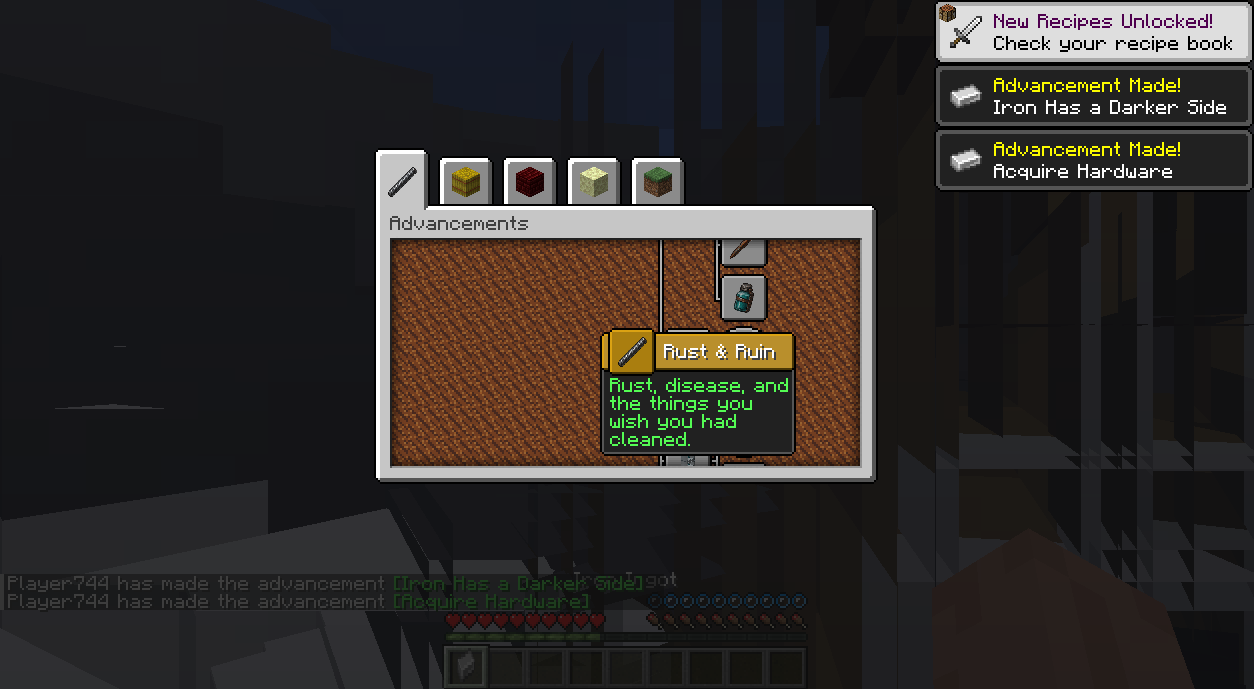 New Recipes Unlocked!
Check your recipe book
Advancement Made!
Iron Has a Darker Side
Advancement Made!
Acquire Hardware
Advancements
Rust & Ruin
Rust, disease, and
the things you
wish you had
cleaned.
Player744 has made the advancement [Iron Has a Darker Side]
Player744 has made the advancement [Acquire Hardware]